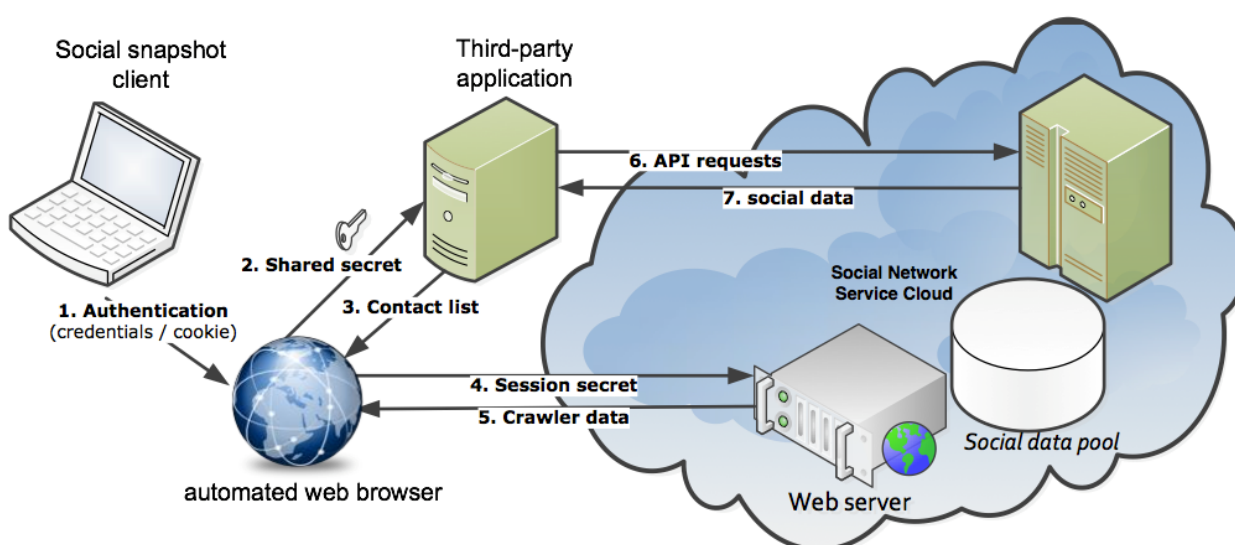 Social snapshot
client
Third-party
application
6. API requests
7. social data
2. Shared secret
Social Network
Service Cloud
1. Authentication
(credentials / cookie)
3. Contact list
4. Session secret
5. Crawler data
Social data pool
automated web browser
Web server